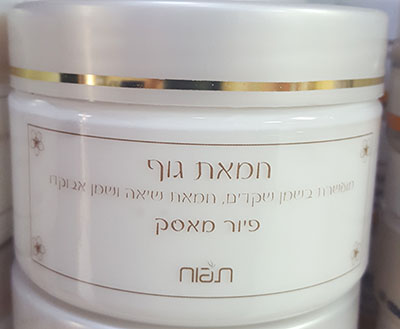 חמאת גוף
מועשרת בשמן שקדים, חמאת שיאה ושמן אבוקדו
פיור מאסק
תפוח